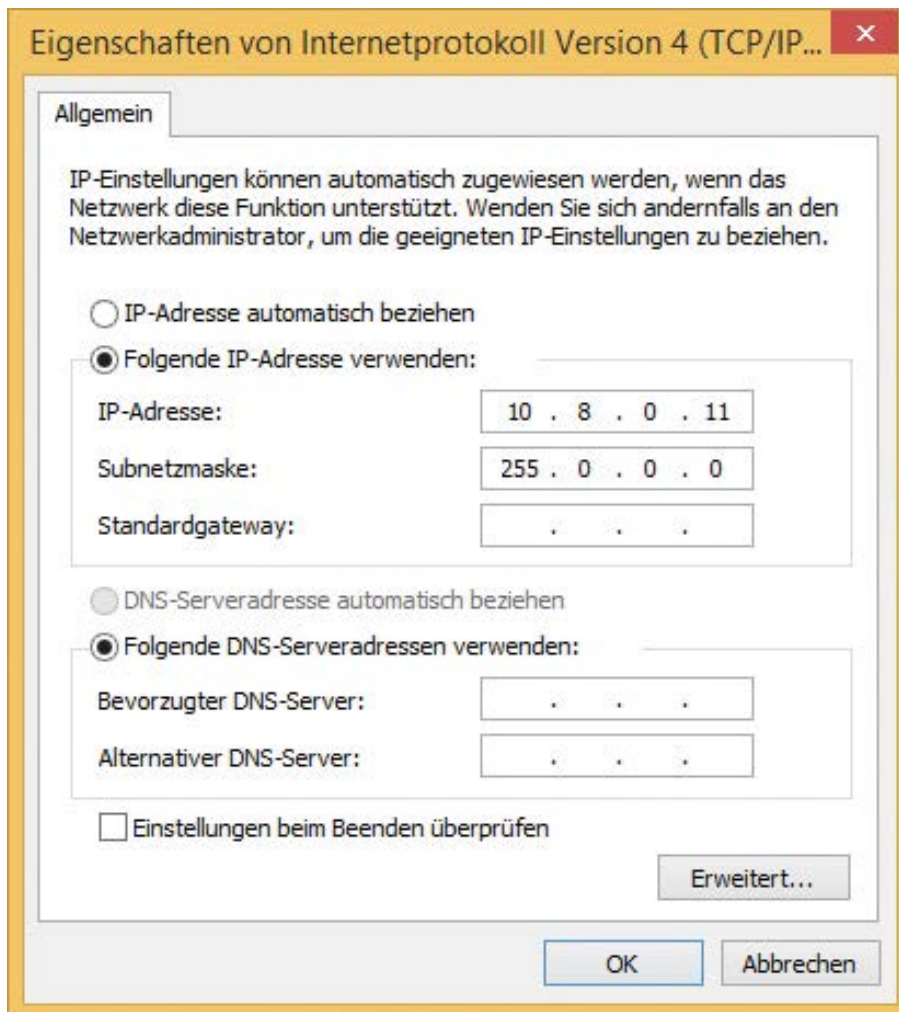 Eigenschaften von Internetprotokoll Version 4 (TCP/IP...
Allgemein
IP-Einstellungen können automatisch zugewiesen werden, wenn das
Netzwerk diese Funktion unterstützt. Wenden Sie sich andernfalls an den
Netzwerkadministrator, um die geeigneten IP-Einstellungen zu beziehen.
IP-Adresse automatisch beziehen
Folgende IP-Adresse verwenden:
IP-Adresse: 10 . 8 . 0 . 11
Subnetzmaske: 255 . 0 . 0 . 0
Standardgateway: . . .
DNS-Serveradresse automatisch beziehen
Folgende DNS-Serveradressen verwenden:
Bevorzugter DNS-Server: . . .
Alternativer DNS-Server: . . .
Einstellungen beim Beenden überprüfen
Erweitert...
OK Abbrechen